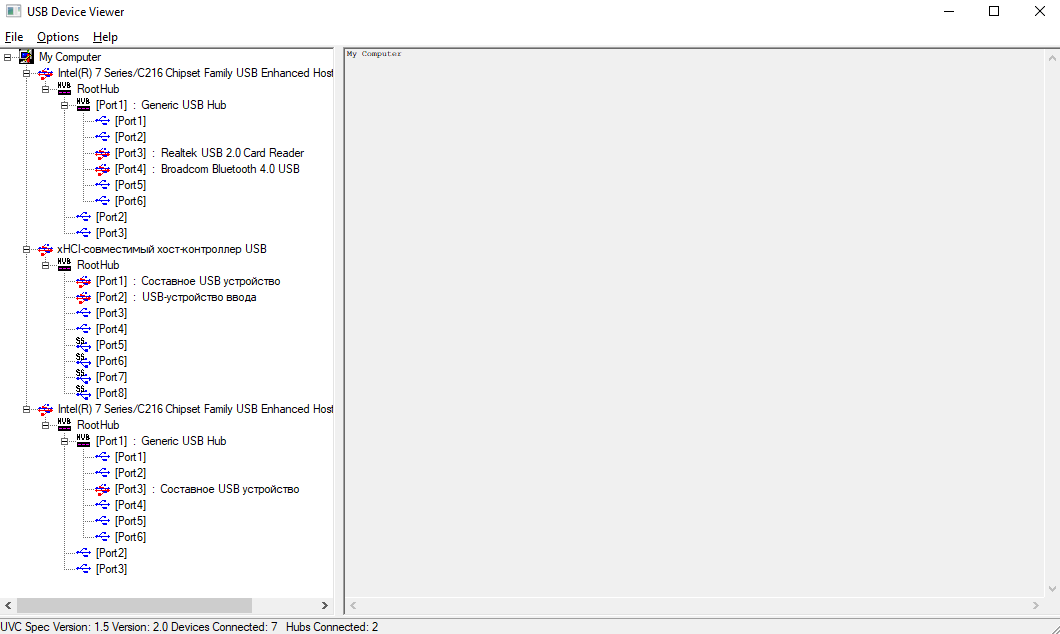 USB Device Viewer
File Options Help
My Computer
Intel(R) 7 Series/C216 Chipset Family USB Enhanced Host
RootHub
[Port1] : Generic USB Hub
[Port1]
[Port2]
[Port3] : Realtek USB 2.0 Card Reader
[Port4] : Broadcom Bluetooth 4.0 USB
[Port5]
[Port6]
[Port2]
[Port3]
xHCI-совместимый хост-контроллер USB
RootHub
[Port1] : Составное USB устройство
[Port2] : USB-устройство ввода
[Port3]
[Port4]
[Port5]
[Port6]
[Port7]
[Port8]
Intel(R) 7 Series/C216 Chipset Family USB Enhanced Host
RootHub
[Port1] : Generic USB Hub
[Port1]
[Port2]
[Port3] : Составное USB устройство
[Port4]
[Port5]
[Port6]
[Port2]
[Port3]
My Computer
UVC Spec Version: 1.5 Version: 2.0 Devices Connected: 7 Hubs Connected: 2